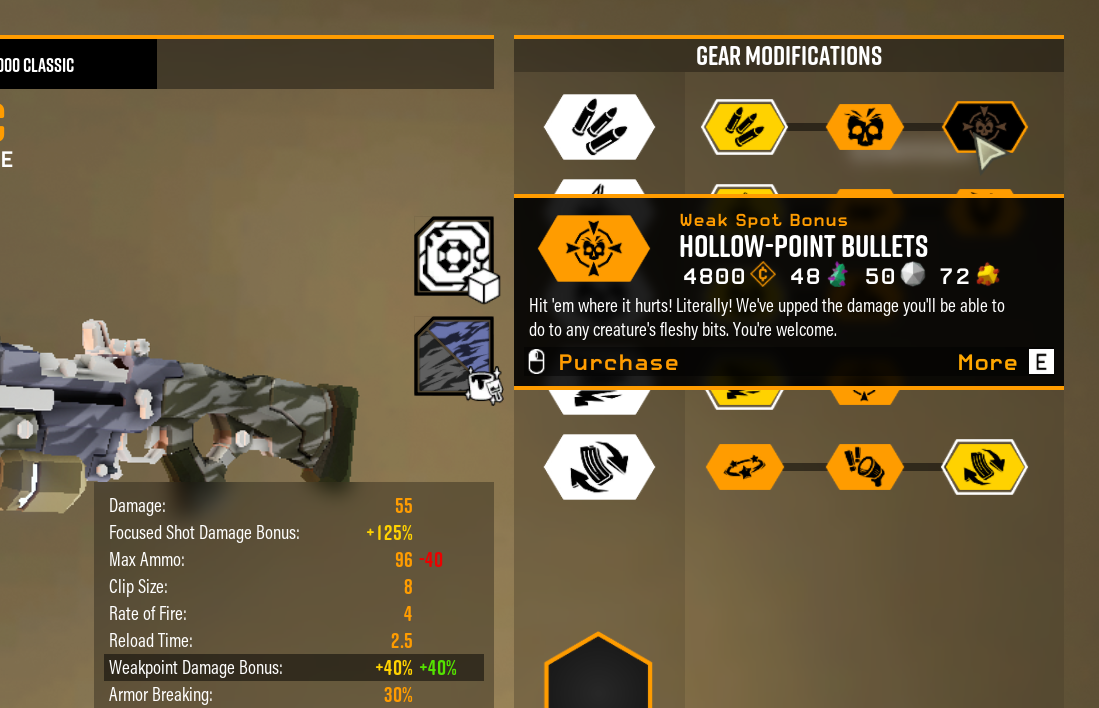 000 CLASSIC
C
E
GEAR MODIFICATIONS
Weak Spot Bonus
HOLLOW-POINT BULLETS
4800 48 50 72
Hit 'em where it hurts! Literally! We've upped the damage you'll be able to
do to any creature's fleshy bits. You're welcome.
Purchase More E
Damage: 55
Focused Shot Damage Bonus: +125%
Max Ammo: 96 -40
Clip Size: 8
Rate of Fire: 4
Reload Time: 2.5
Weakpoint Damage Bonus: +40% +40%
Armor Breaking: 30%